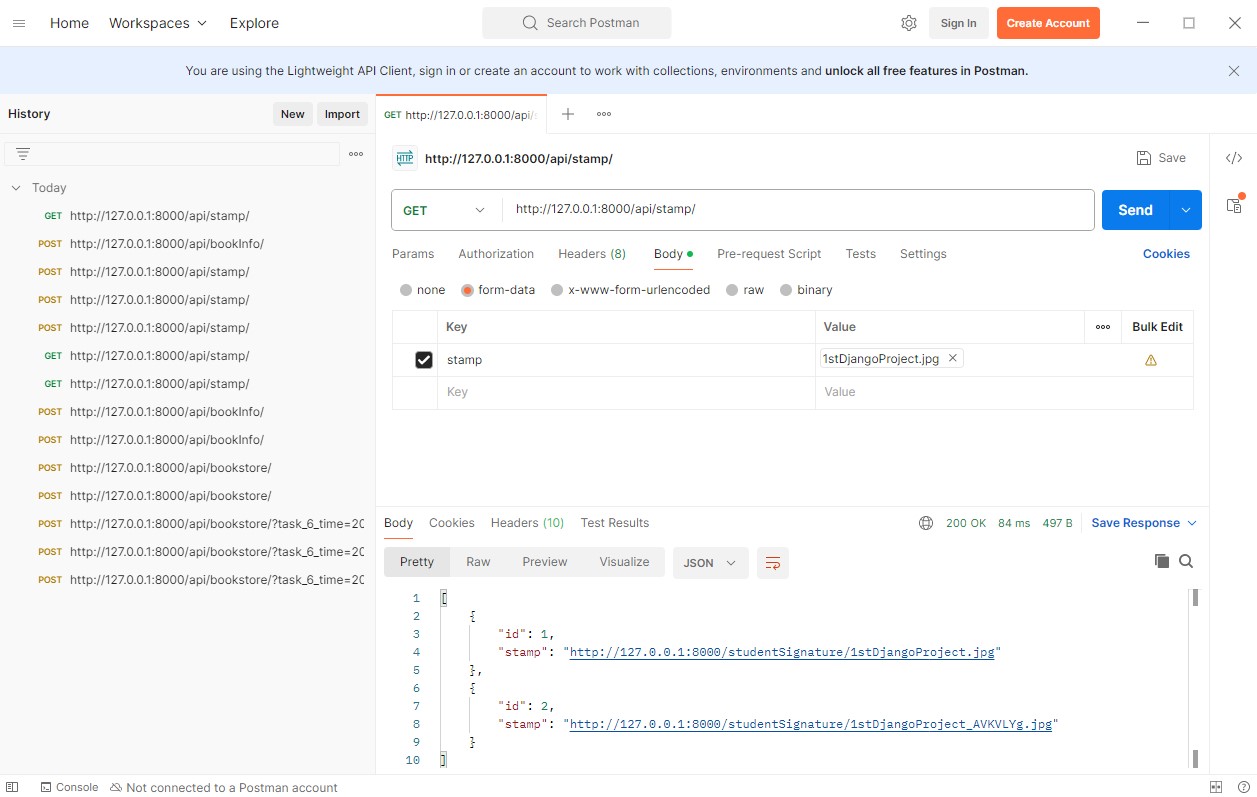 Home Workspaces Explore Search Postman Sign In Create Account
You are using the Lightweight API Client, sign in or create an account to work with collections, environments and unlock all free features in Postman.
History New Import
Today
GET http://127.0.0.1:8000/api/stamp/
POST http://127.0.0.1:8000/api/bookInfo/
POST http://127.0.0.1:8000/api/stamp/
POST http://127.0.0.1:8000/api/stamp/
POST http://127.0.0.1:8000/api/stamp/
GET http://127.0.0.1:8000/api/stamp/
GET http://127.0.0.1:8000/api/stamp/
POST http://127.0.0.1:8000/api/bookInfo/
POST http://127.0.0.1:8000/api/bookInfo/
POST http://127.0.0.1:8000/api/bookstore/
POST http://127.0.0.1:8000/api/bookstore/
POST http://127.0.0.1:8000/api/bookstore/?task_6_time=20
POST http://127.0.0.1:8000/api/bookstore/?task_6_time=20
POST http://127.0.0.1:8000/api/bookstore/?task_6_time=20
GET http://127.0.0.1:8000/api/s
HTTP http://127.0.0.1:8000/api/stamp/ Save </>
GET http://127.0.0.1:8000/api/stamp/ Send
Params Authorization Headers (8) Body Pre-request Script Tests Settings Cookies
none form-data x-www-form-urlencoded raw binary
Key Value Bulk Edit
stamp 1stDjangoProject.jpg
Key Value
Body Cookies Headers (10) Test Results 200 OK 84 ms 497 B Save Response
Pretty Raw Preview Visualize JSON
1 [
2 {
3 "id": 1,
4 "stamp": "http://127.0.0.1:8000/studentSignature/1stDjangoProject.jpg"
5 },
6 {
7 "id": 2,
8 "stamp": "http://127.0.0.1:8000/studentSignature/1stDjangoProject_AVKVLYg.jpg"
9 }
10 ]
Console Not connected to a Postman account